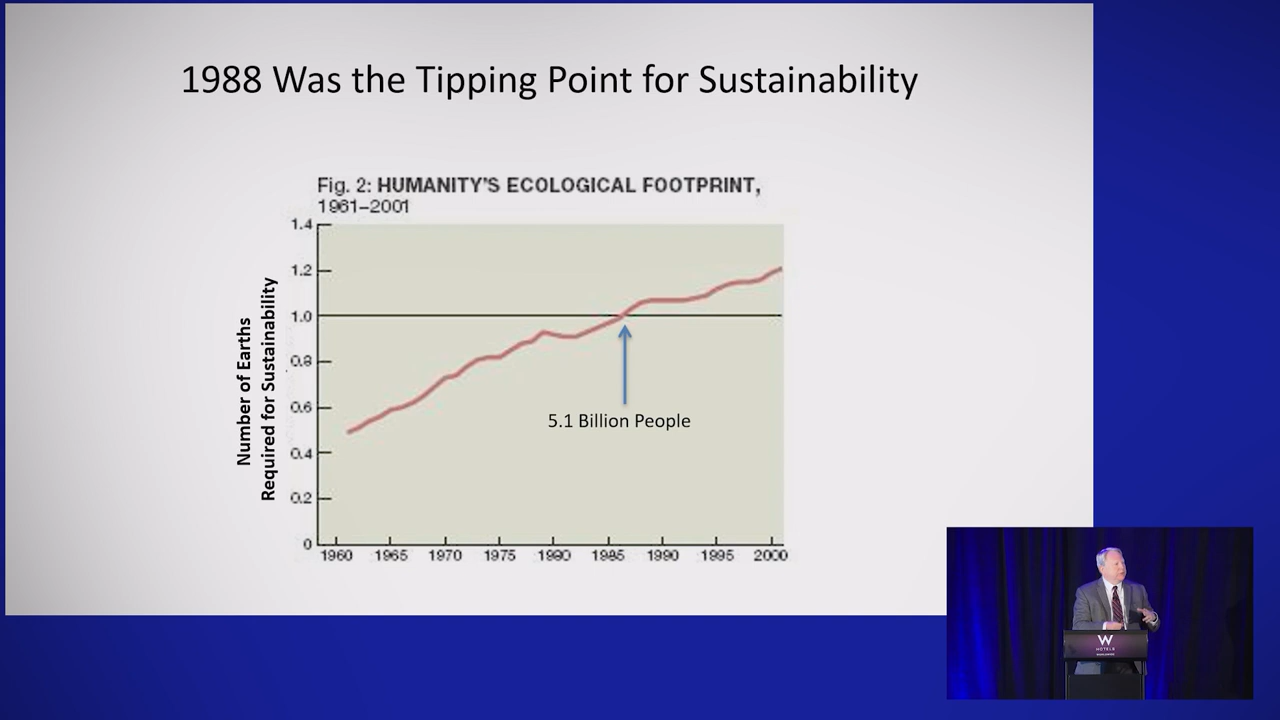 1988 Was the Tipping Point for Sustainability
Fig. 2: HUMANITY'S ECOLOGICAL FOOTPRINT,
1961–2001
Number of Earths
Required for Sustainability
1.4
1.2
1.0
0.8
0.6
0.4
0.2
0
5.1 Billion People
1960 1965 1970 1975 1980 1985 1990 1995 2000
W
HOTELS